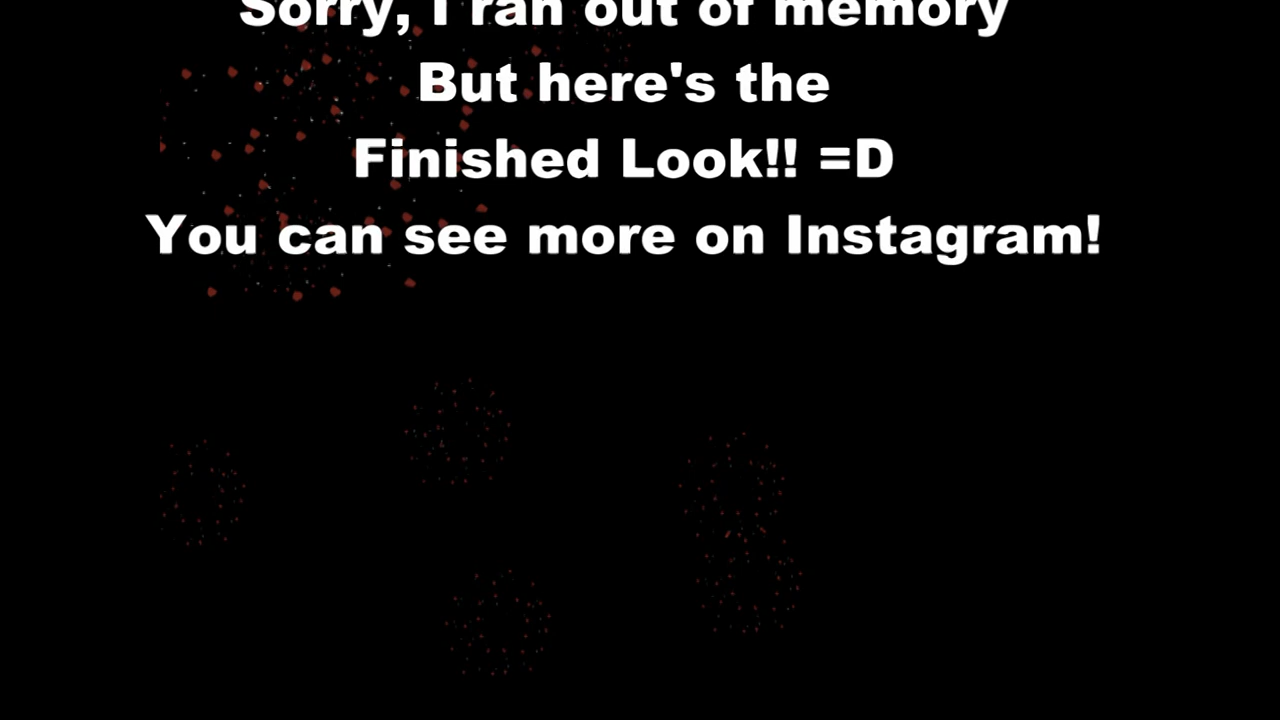 Sorry, I ran out of memory
But here's the
Finished Look!! =D
You can see more on Instagram!